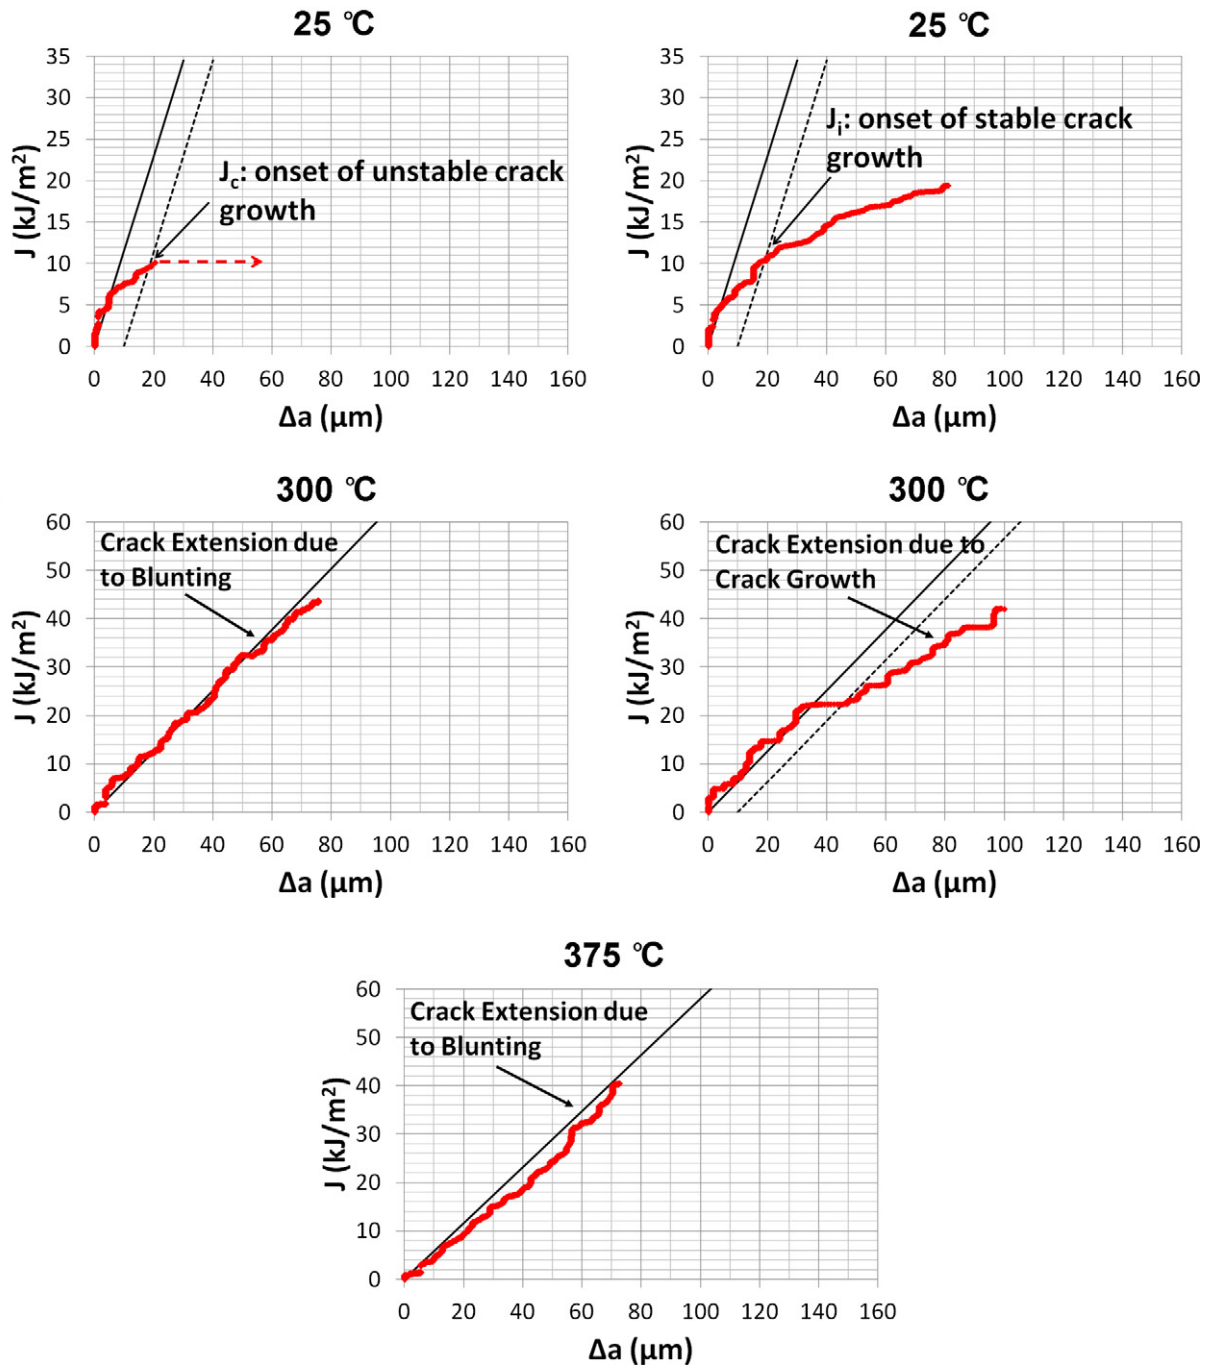 25 °C
35
30
25
20
15
10
5
0
J (kJ/m²)
J_c: onset of unstable crack
growth
0 20 40 60 80 100 120 140 160
Δa (μm)
25 °C
35
30
25
20
15
10
5
0
J (kJ/m²)
J_i: onset of stable crack
growth
0 20 40 60 80 100 120 140 160
Δa (μm)
300 °C
60
50
40
30
20
10
0
J (kJ/m²)
Crack Extension due
to Blunting
0 20 40 60 80 100 120 140 160
Δa (μm)
300 °C
60
50
40
30
20
10
0
J (kJ/m²)
Crack Extension due to
Crack Growth
0 20 40 60 80 100 120 140 160
Δa (μm)
375 °C
60
50
40
30
20
10
0
J (kJ/m²)
Crack Extension due
to Blunting
0 20 40 60 80 100 120 140 160
Δa (μm)